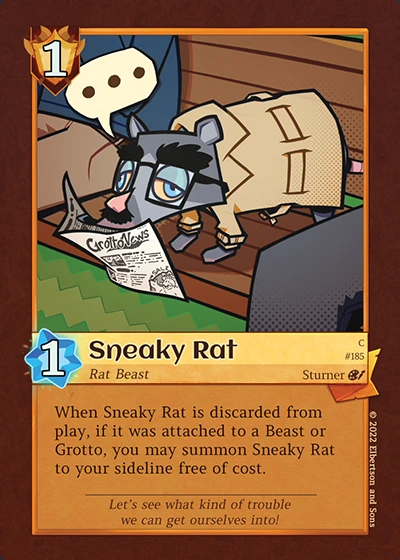 1
Grotto News
1
Sneaky Rat
C
#185
Rat Beast
Sturner
When Sneaky Rat is discarded from
play, if it was attached to a Beast or
Grotto, you may summon Sneaky Rat
to your sideline free of cost.
Let's see what kind of trouble
we can get ourselves into!
© 2022 Elbertson and Sons